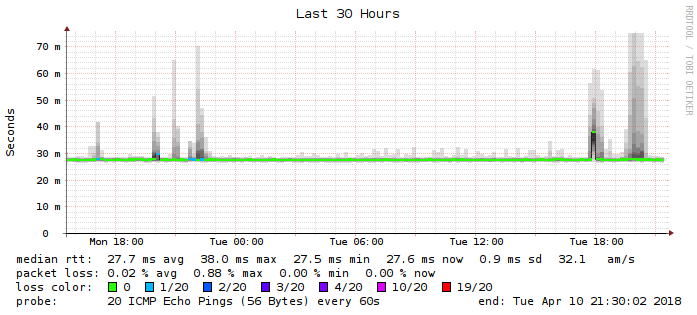 Last 30 Hours
RRDTOOL / TOBI OETIKER
Seconds
70 m
60 m
50 m
40 m
30 m
20 m
10 m
0
Mon 18:00 Tue 00:00 Tue 06:00 Tue 12:00 Tue 18:00
median rtt: 27.7 ms avg 38.0 ms max 27.5 ms min 27.6 ms now 0.9 ms sd 32.1 am/s
packet loss: 0.02 % avg 0.88 % max 0.00 % min 0.00 % now
loss color: 0 1/20 2/20 3/20 4/20 10/20 19/20
probe: 20 ICMP Echo Pings (56 Bytes) every 60s end: Tue Apr 10 21:30:02 2018